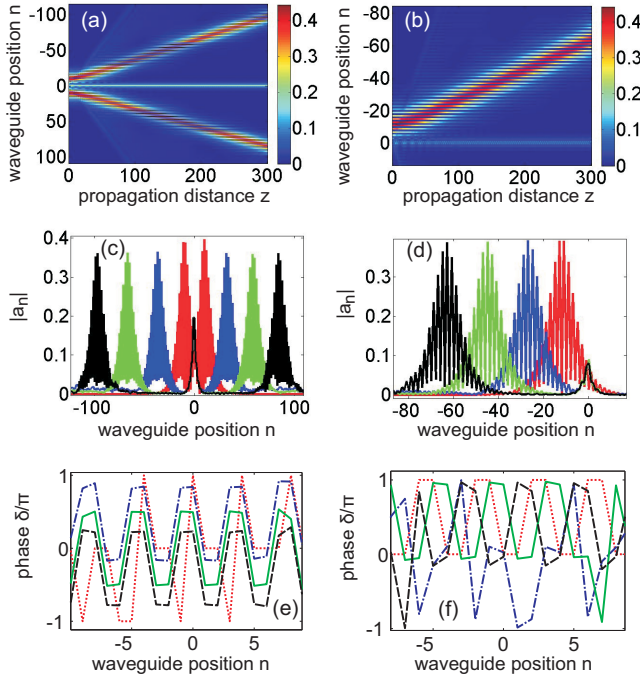 (a)
waveguide position n
-100
-50
0
50
100
0 100 200 300
propagation distance z
0.4
0.3
0.2
0.1
0
(b)
waveguide position n
-80
-60
-40
-20
0
0 100 200 300
propagation distance z
0.4
0.3
0.2
0.1
0
(c)
|aₙ|
0.4
0.3
0.2
0.1
0
-100 0 100
waveguide position n
(d)
|aₙ|
0.3
0.2
0.1
0
-80 -60 -40 -20 0
waveguide position n
(e)
phase δ/π
1
0
-1
-5 0 5
waveguide position n
(f)
phase δ/π
1
0
-1
-5 0 5
waveguide position n